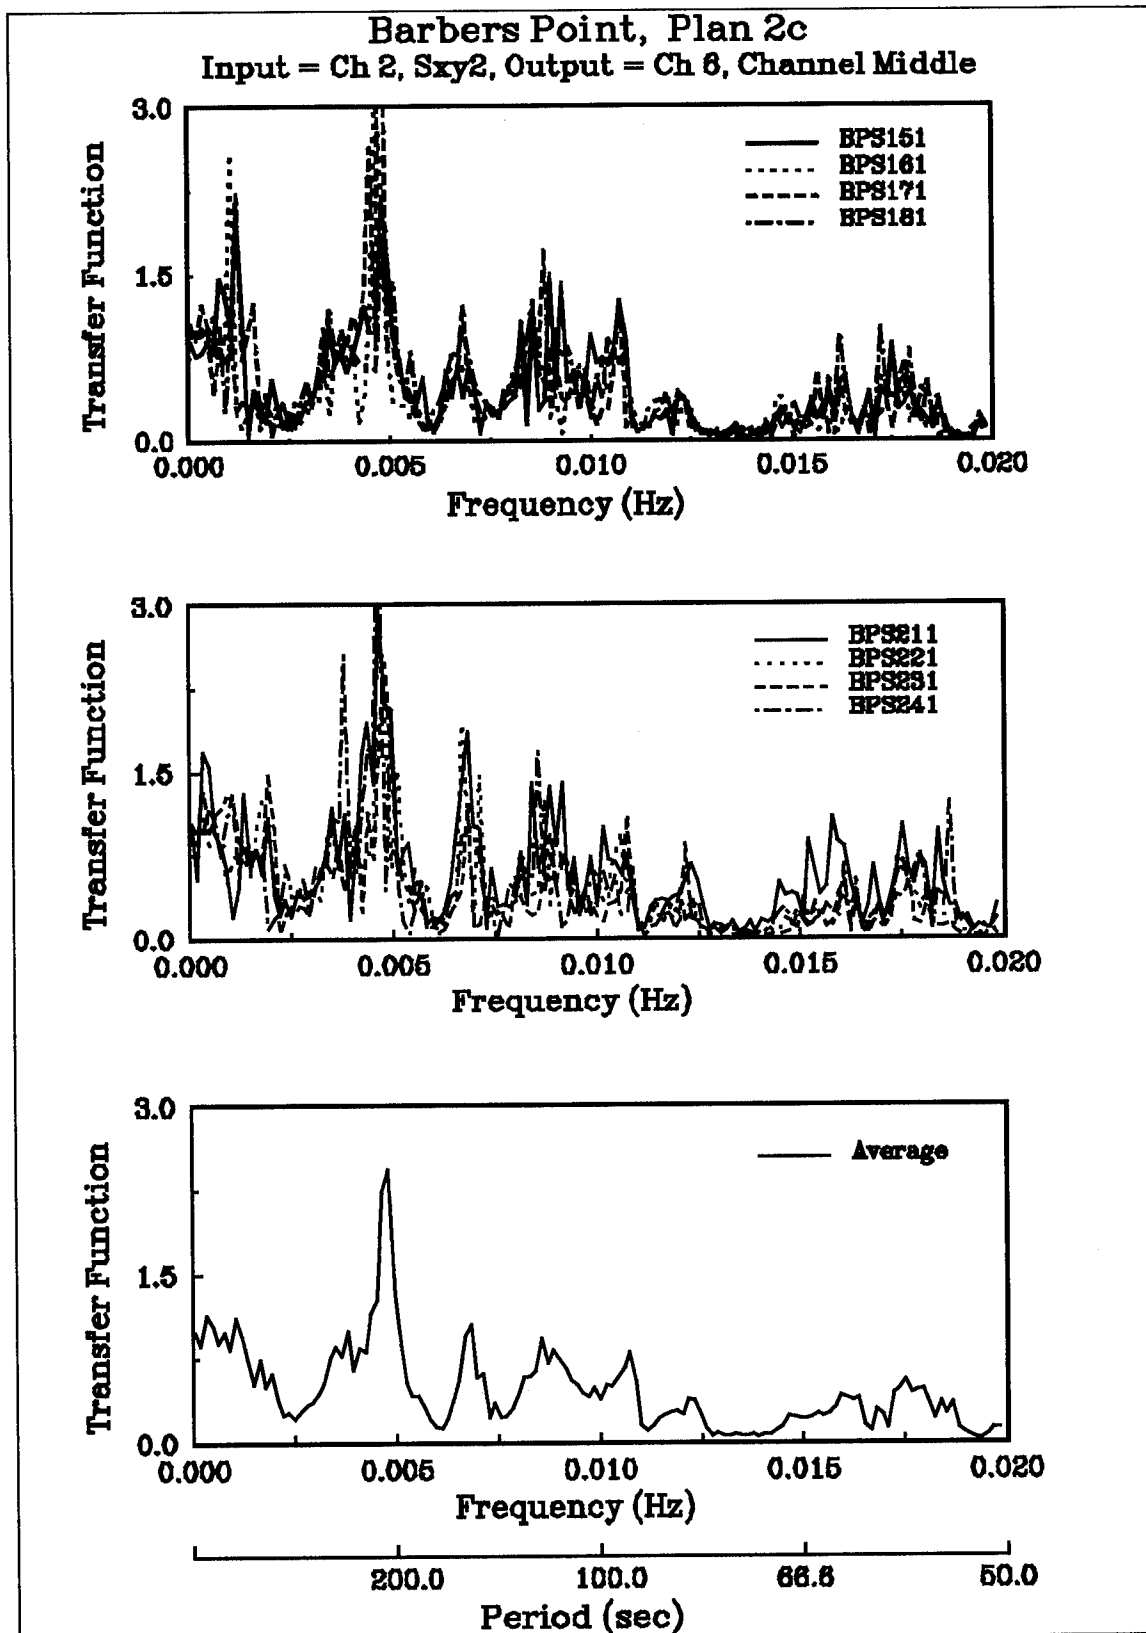 Barbers Point, Plan 2c
Input = Ch 2, Sxy2, Output = Ch 6, Channel Middle
3.0
1.5
0.0
Transfer Function
BPS151
BPS161
BPS171
BPS181
0.000 0.005 0.010 0.015 0.020
Frequency (Hz)
3.0
1.5
0.0
Transfer Function
BPS211
BPS221
BPS231
BPS241
0.000 0.005 0.010 0.015 0.020
Frequency (Hz)
3.0
1.5
0.0
Transfer Function
Average
0.000 0.005 0.010 0.015 0.020
Frequency (Hz)
200.0 100.0 66.6 50.0
Period (sec)